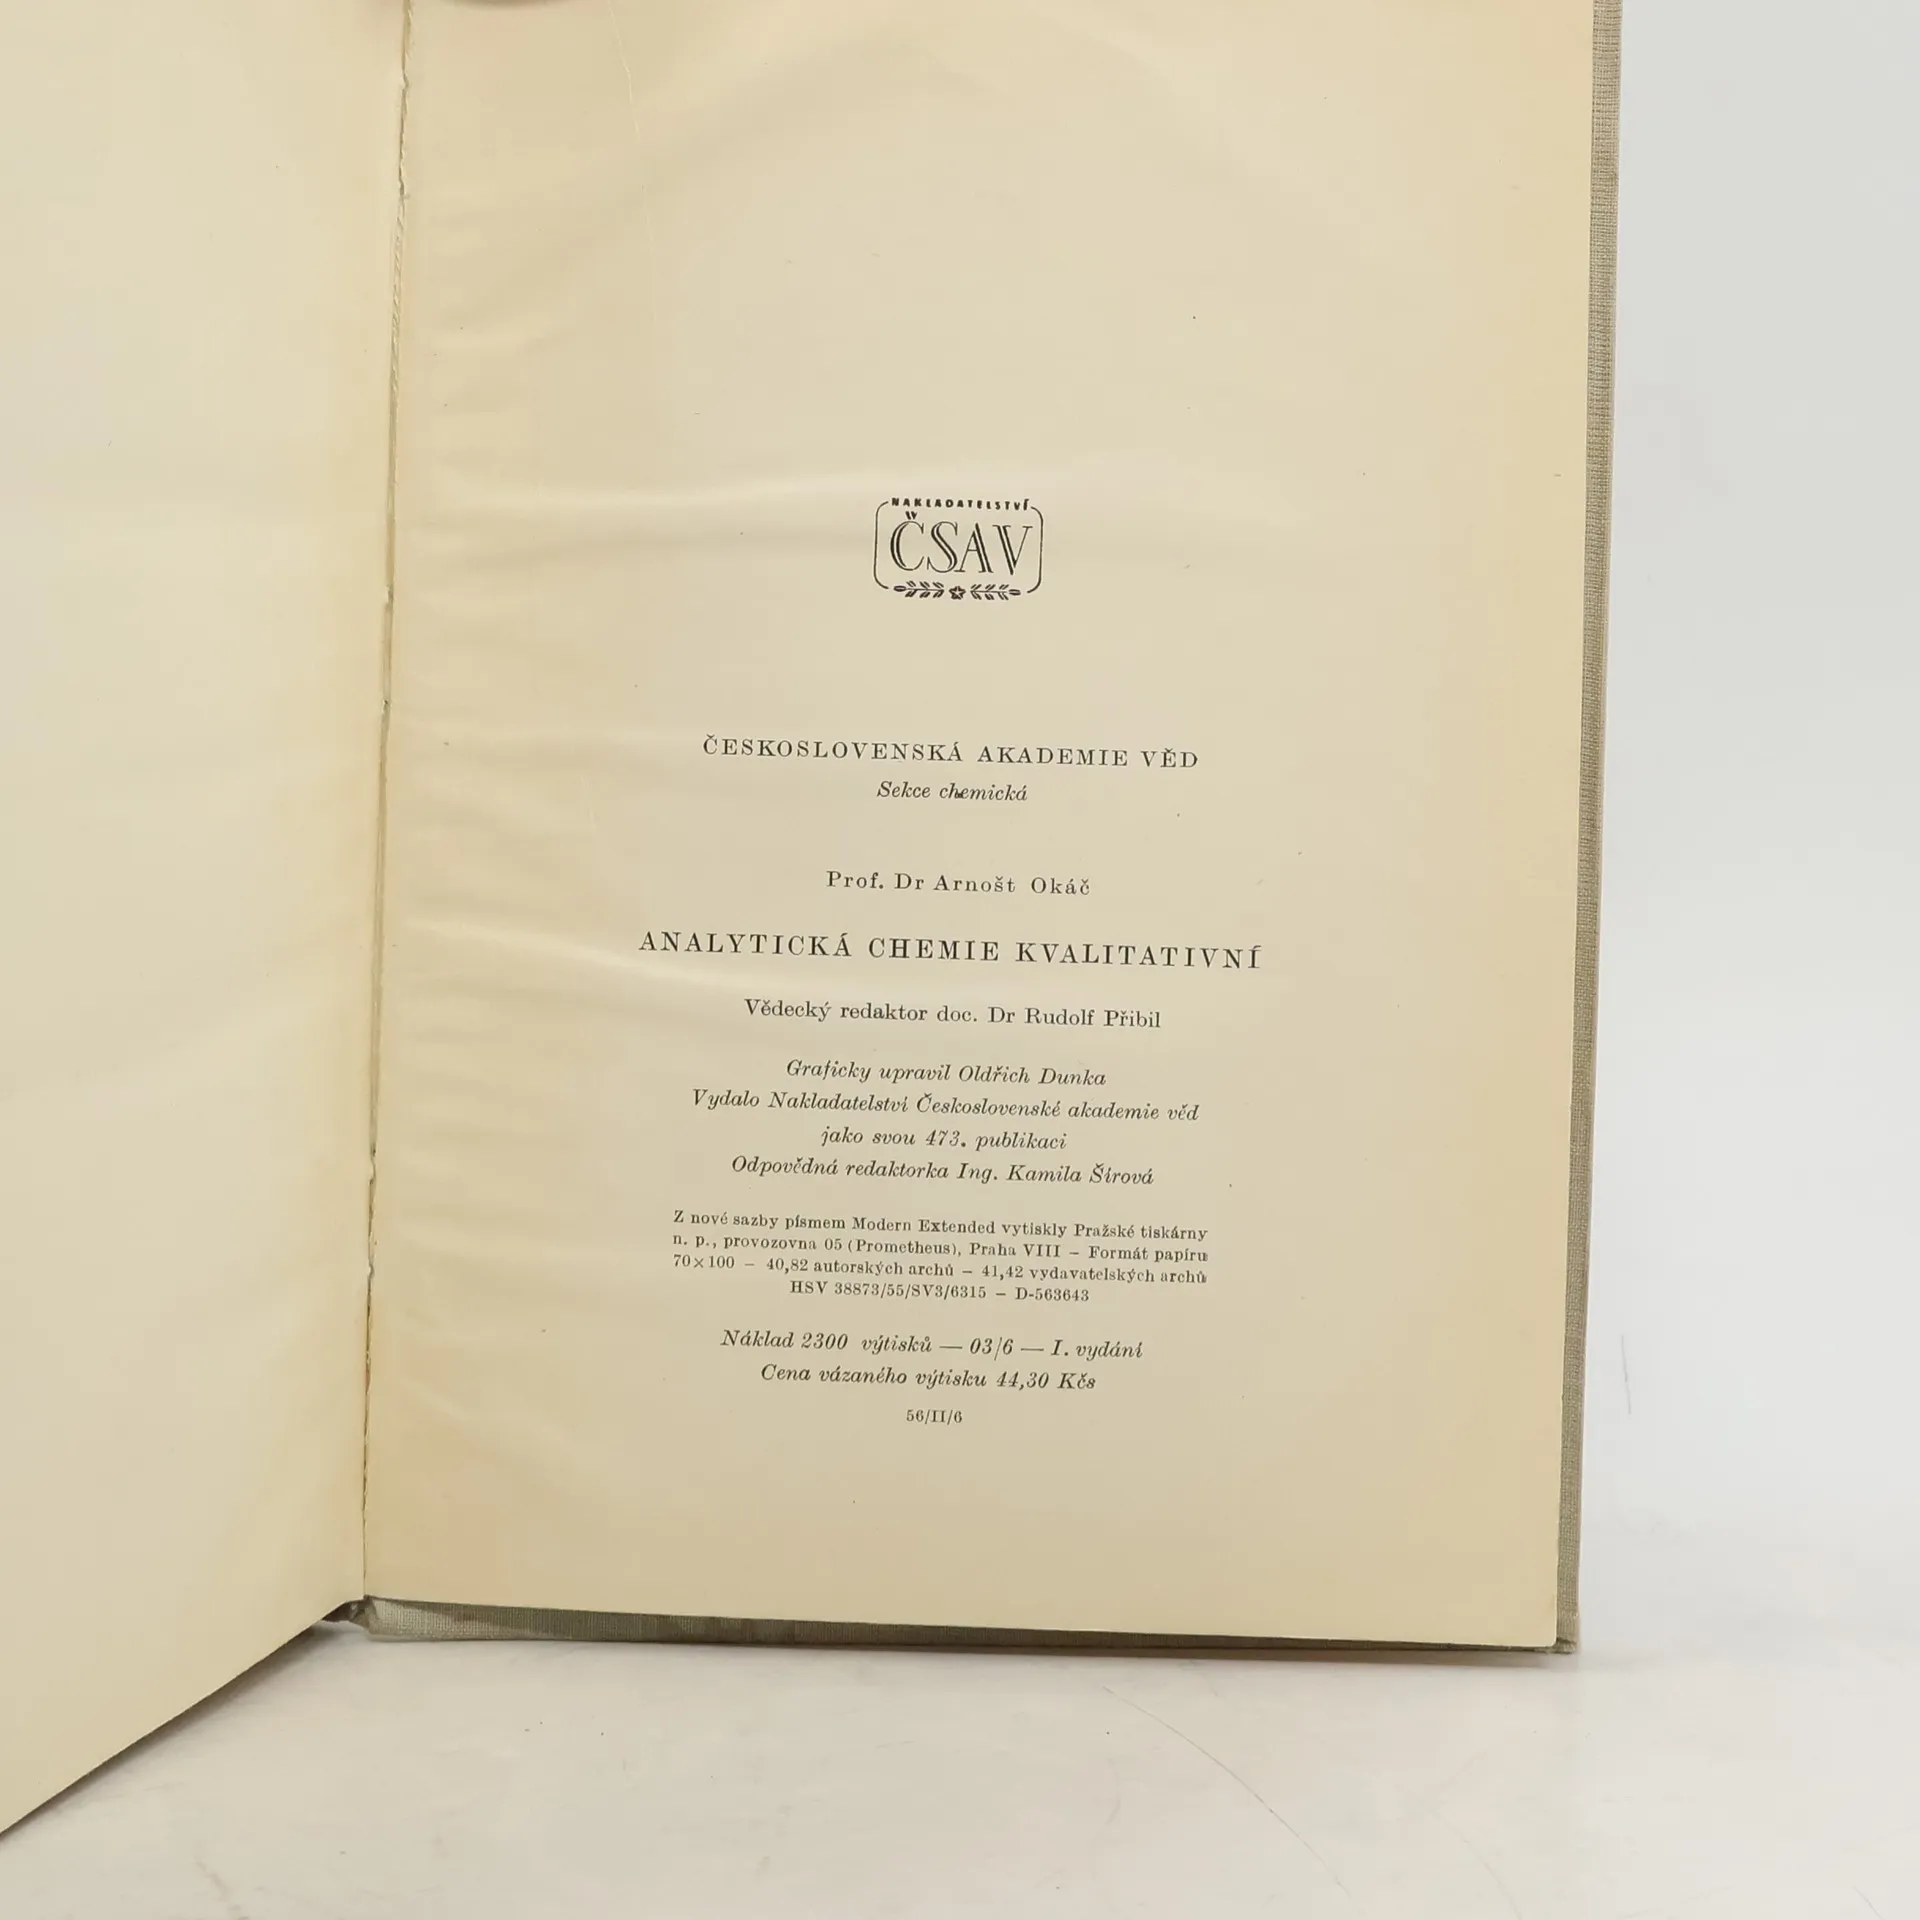 NAKLADATELSTVÍ
ČSAV
ČESKOSLOVENSKÁ AKADEMIE VĚD
Sekce chemická
Prof. Dr Arnošt Okáč
ANALYTICKÁ CHEMIE KVALITATIVNÍ
Vědecký redaktor doc. Dr Rudolf Přibil
Graficky upravil Oldřich Dunka
Vydalo Nakladatelství Československé akademie věd
jako svou 473. publikaci
Odpovědná redaktorka Ing. Kamila Šírová
Z nové sazby písmem Modern Extended vytiskly Pražské tiskárny
n. p., provozovna 05 (Prometheus), Praha VIII – Formát papíru
70×100 – 40,82 autorských archů – 41,42 vydavatelských archů
HSV 38873/55/SV3/6315 – D-563643
Náklad 2300 výtisků — 03/6 — I. vydání
Cena vázaného výtisku 44,30 Kčs
56/II/6